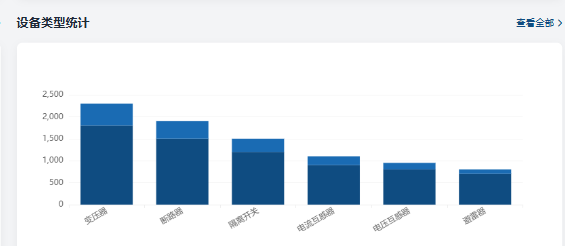 设备类型统计
查看全部 >
2,500
2,000
1,500
1,000
500
0
变压器
断路器
隔离开关
电流互感器
电压互感器
避雷器